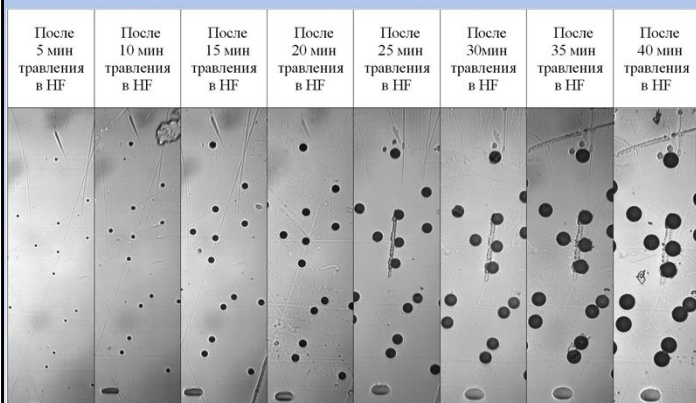 После
5 мин
травления
в HF
После
10 мин
травления
в HF
После
15 мин
травления
в HF
После
20 мин
травления
в HF
После
25 мин
травления
в HF
После
30мин
травления
в HF
После
35 мин
травления
в HF
После
40 мин
травления
в HF